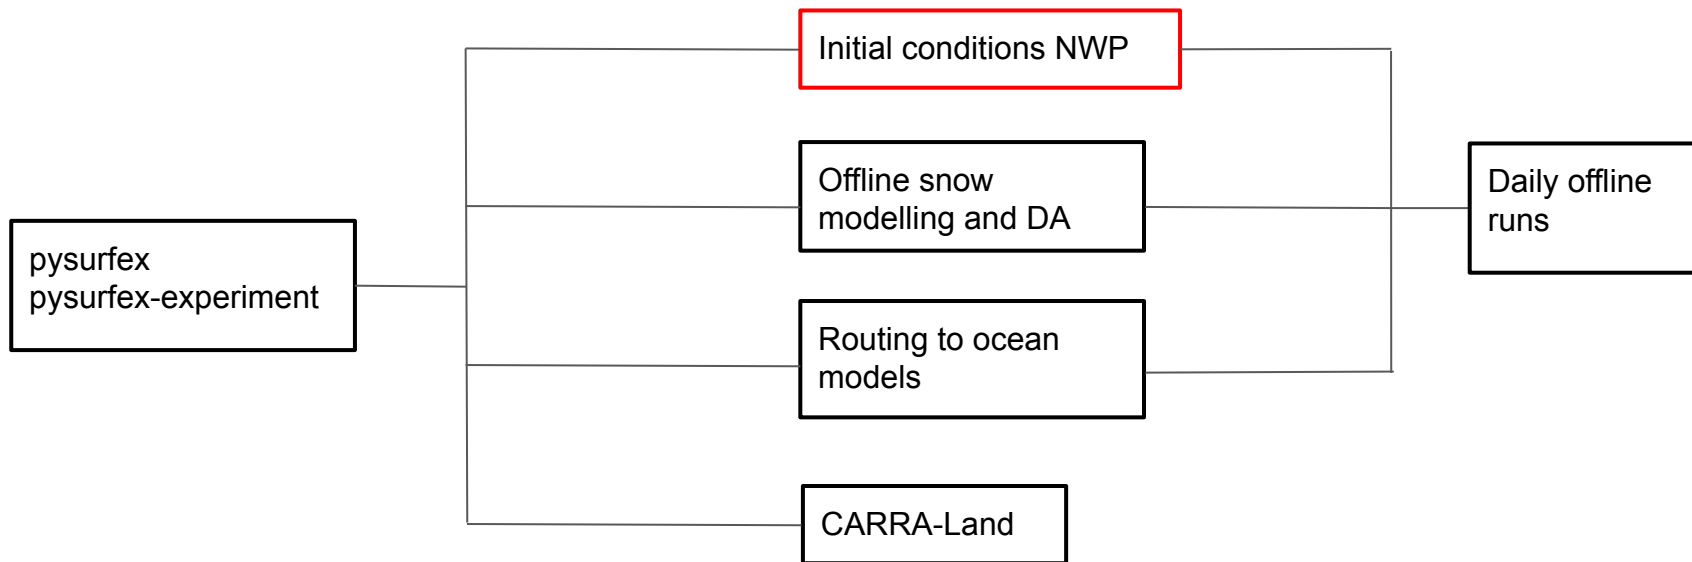 Initial conditions NWP
Offline snow
modelling and DA
Daily offline
runs
pysurfex
pysurfex-experiment
Routing to ocean
models
CARRA-Land